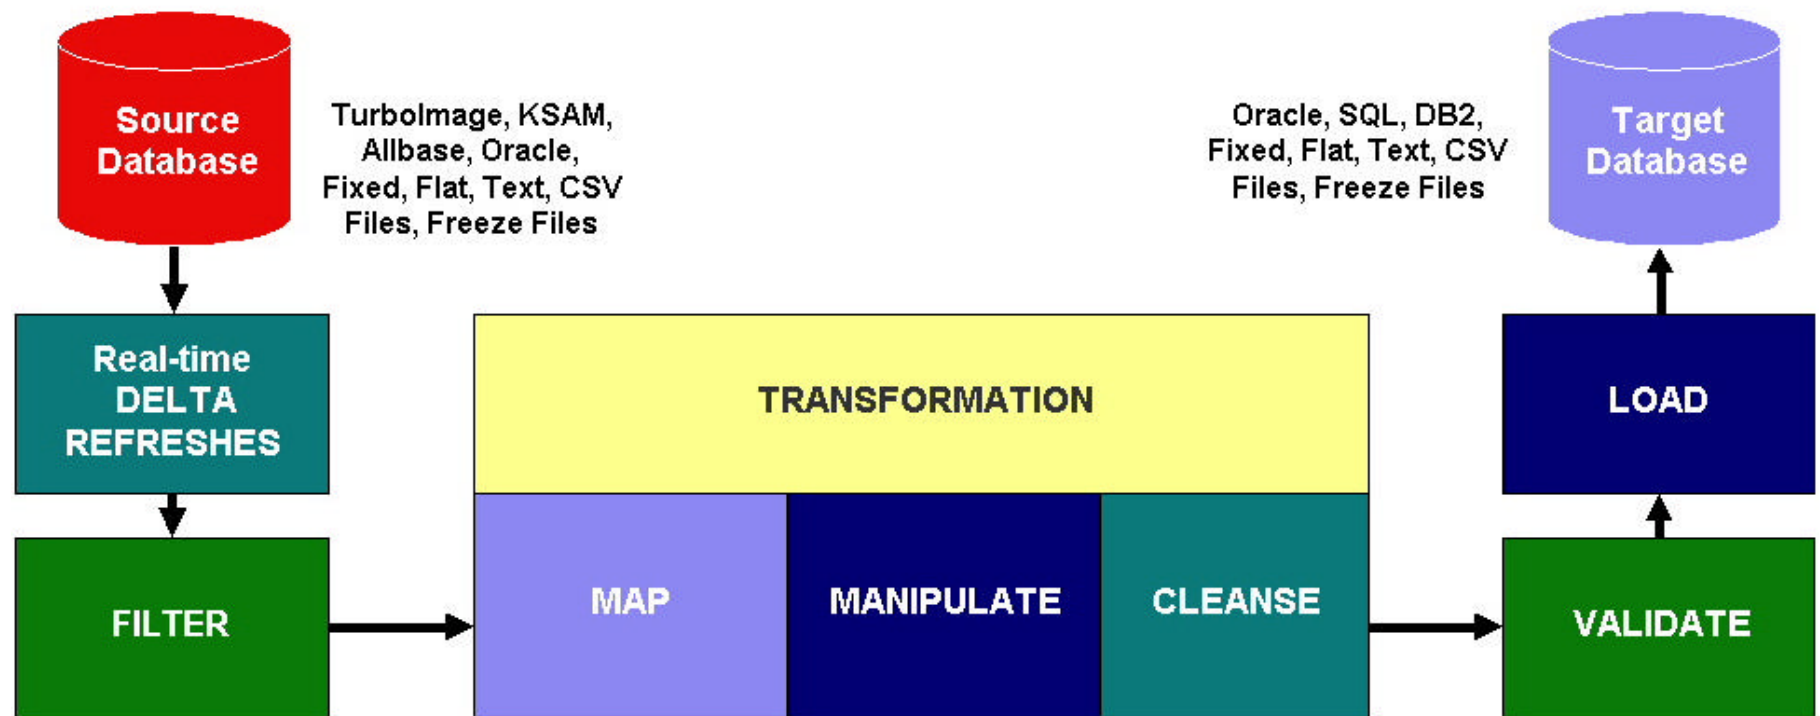 Source
Database
TurboImage, KSAM,
Allbase, Oracle,
Fixed, Flat, Text, CSV
Files, Freeze Files
Oracle, SQL, DB2,
Fixed, Flat, Text, CSV
Files, Freeze Files
Target
Database
Real-time
DELTA
REFRESHES
TRANSFORMATION
LOAD
FILTER
MAP
MANIPULATE
CLEANSE
VALIDATE